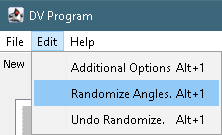 DV Program
File Edit Help
New
Additional Options Alt+1
Randomize Angles. Alt+1
Undo Randomize. Alt+1